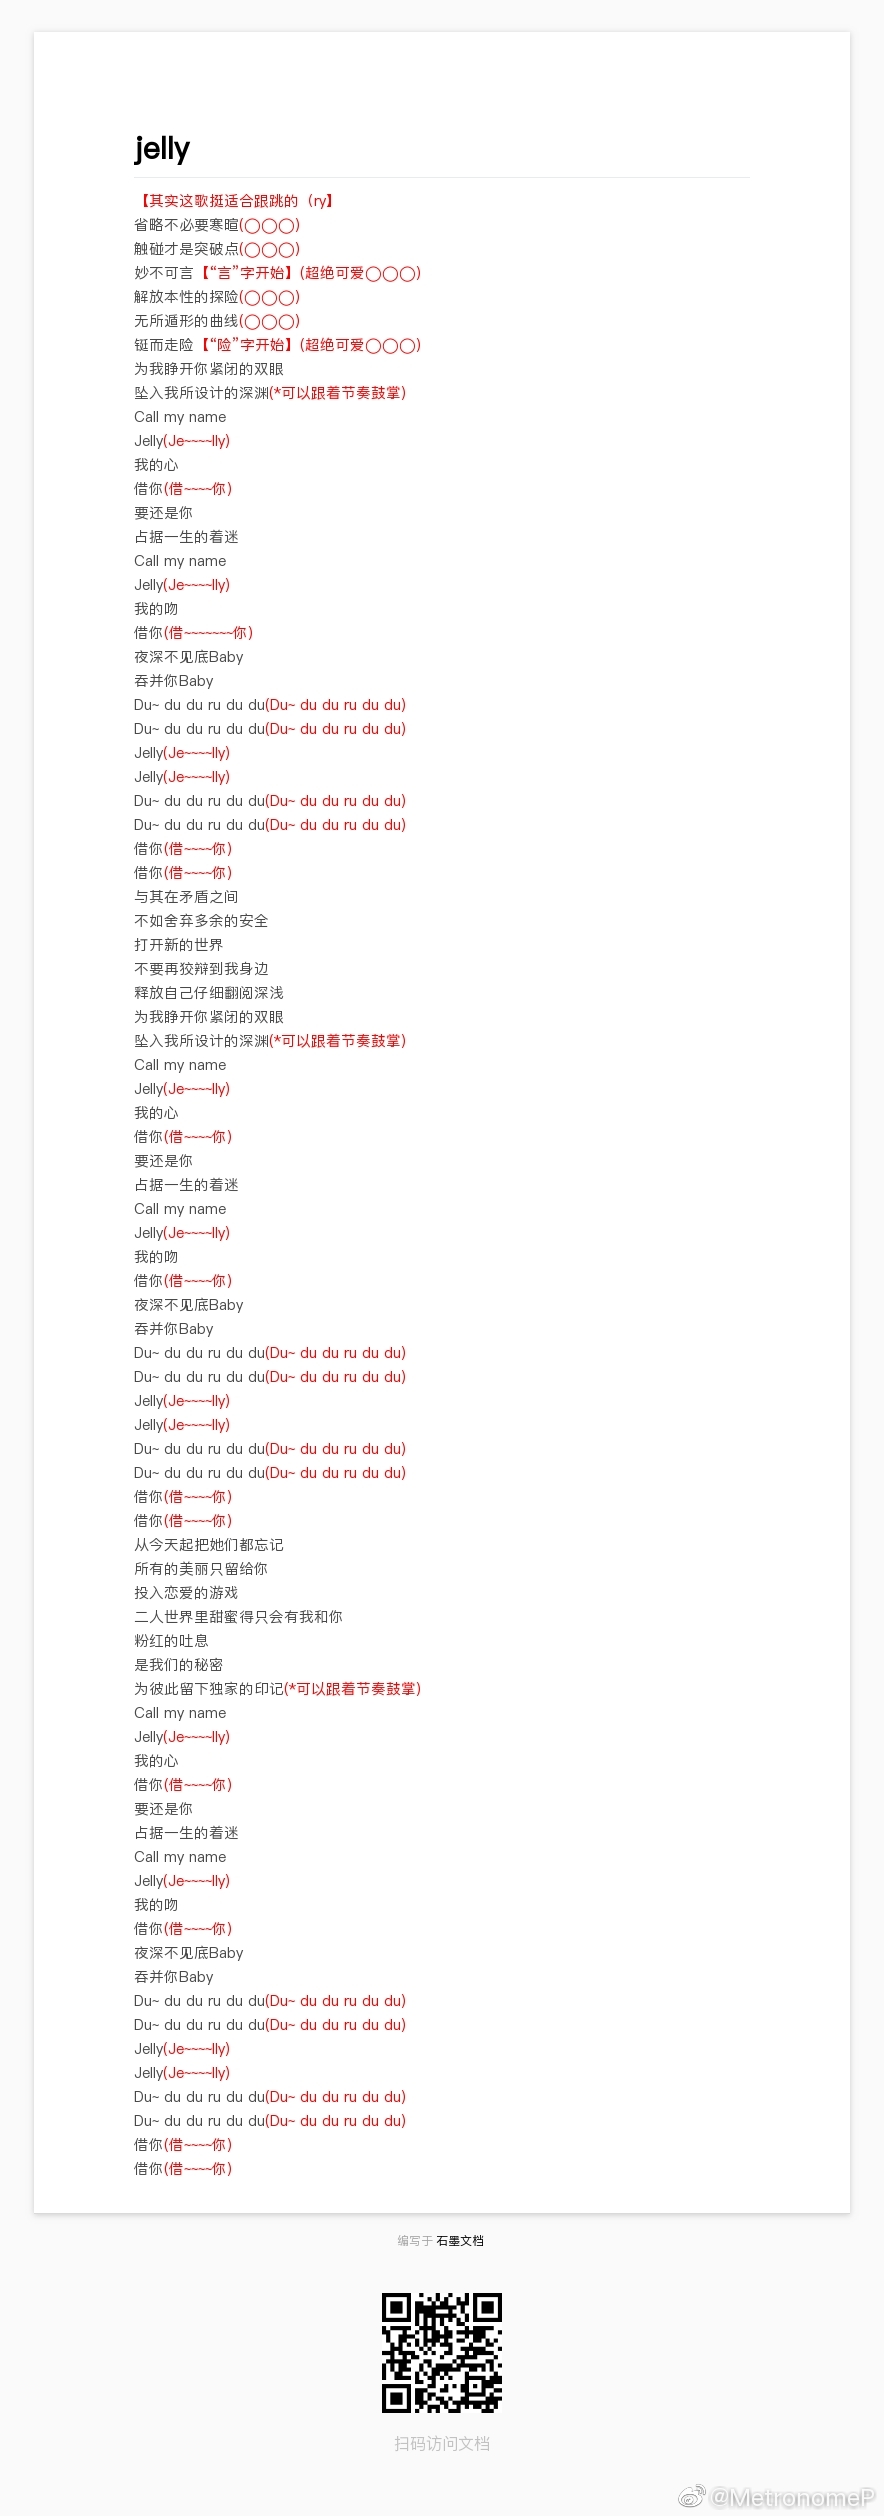 jelly
【其实这歌挺适合跟跳的（ry】
省略不必要寒暄(◯◯◯)
触碰才是突破点(◯◯◯)
妙不可言【“言”字开始】(超绝可爱◯◯◯)
解放本性的探险(◯◯◯)
无所遁形的曲线(◯◯◯)
铤而走险【“险”字开始】(超绝可爱◯◯◯)
为我睁开你紧闭的双眼
坠入我所设计的深渊(*可以跟着节奏鼓掌)
Call my name
Jelly(Je~~~~lly)
我的心
借你(借~~~~你)
要还是你
占据一生的着迷
Call my name
Jelly(Je~~~~lly)
我的吻
借你(借~~~~~~~你)
夜深不见底Baby
吞并你Baby
Du~ du du ru du du(Du~ du du ru du du)
Du~ du du ru du du(Du~ du du ru du du)
Jelly(Je~~~~lly)
Jelly(Je~~~~lly)
Du~ du du ru du du(Du~ du du ru du du)
Du~ du du ru du du(Du~ du du ru du du)
借你(借~~~~你)
借你(借~~~~你)
与其在矛盾之间
不如舍弃多余的安全
打开新的世界
不要再狡辩到我身边
释放自己仔细翻阅深浅
为我睁开你紧闭的双眼
坠入我所设计的深渊(*可以跟着节奏鼓掌)
Call my name
Jelly(Je~~~~lly)
我的心
借你(借~~~~你)
要还是你
占据一生的着迷
Call my name
Jelly(Je~~~~lly)
我的吻
借你(借~~~~你)
夜深不见底Baby
吞并你Baby
Du~ du du ru du du(Du~ du du ru du du)
Du~ du du ru du du(Du~ du du ru du du)
Jelly(Je~~~~lly)
Jelly(Je~~~~lly)
Du~ du du ru du du(Du~ du du ru du du)
Du~ du du ru du du(Du~ du du ru du du)
借你(借~~~~你)
借你(借~~~~你)
从今天起把她们都忘记
所有的美丽只留给你
投入恋爱的游戏
二人世界里甜蜜得只会有我和你
粉红的吐息
是我们的秘密
为彼此留下独家的印记(*可以跟着节奏鼓掌)
Call my name
Jelly(Je~~~~lly)
我的心
借你(借~~~~你)
要还是你
占据一生的着迷
Call my name
Jelly(Je~~~~lly)
我的吻
借你(借~~~~你)
夜深不见底Baby
吞并你Baby
Du~ du du ru du du(Du~ du du ru du du)
Du~ du du ru du du(Du~ du du ru du du)
Jelly(Je~~~~lly)
Jelly(Je~~~~lly)
Du~ du du ru du du(Du~ du du ru du du)
Du~ du du ru du du(Du~ du du ru du du)
借你(借~~~~你)
借你(借~~~~你)
编写于 石墨文档
扫码访问文档
@MetronomeP